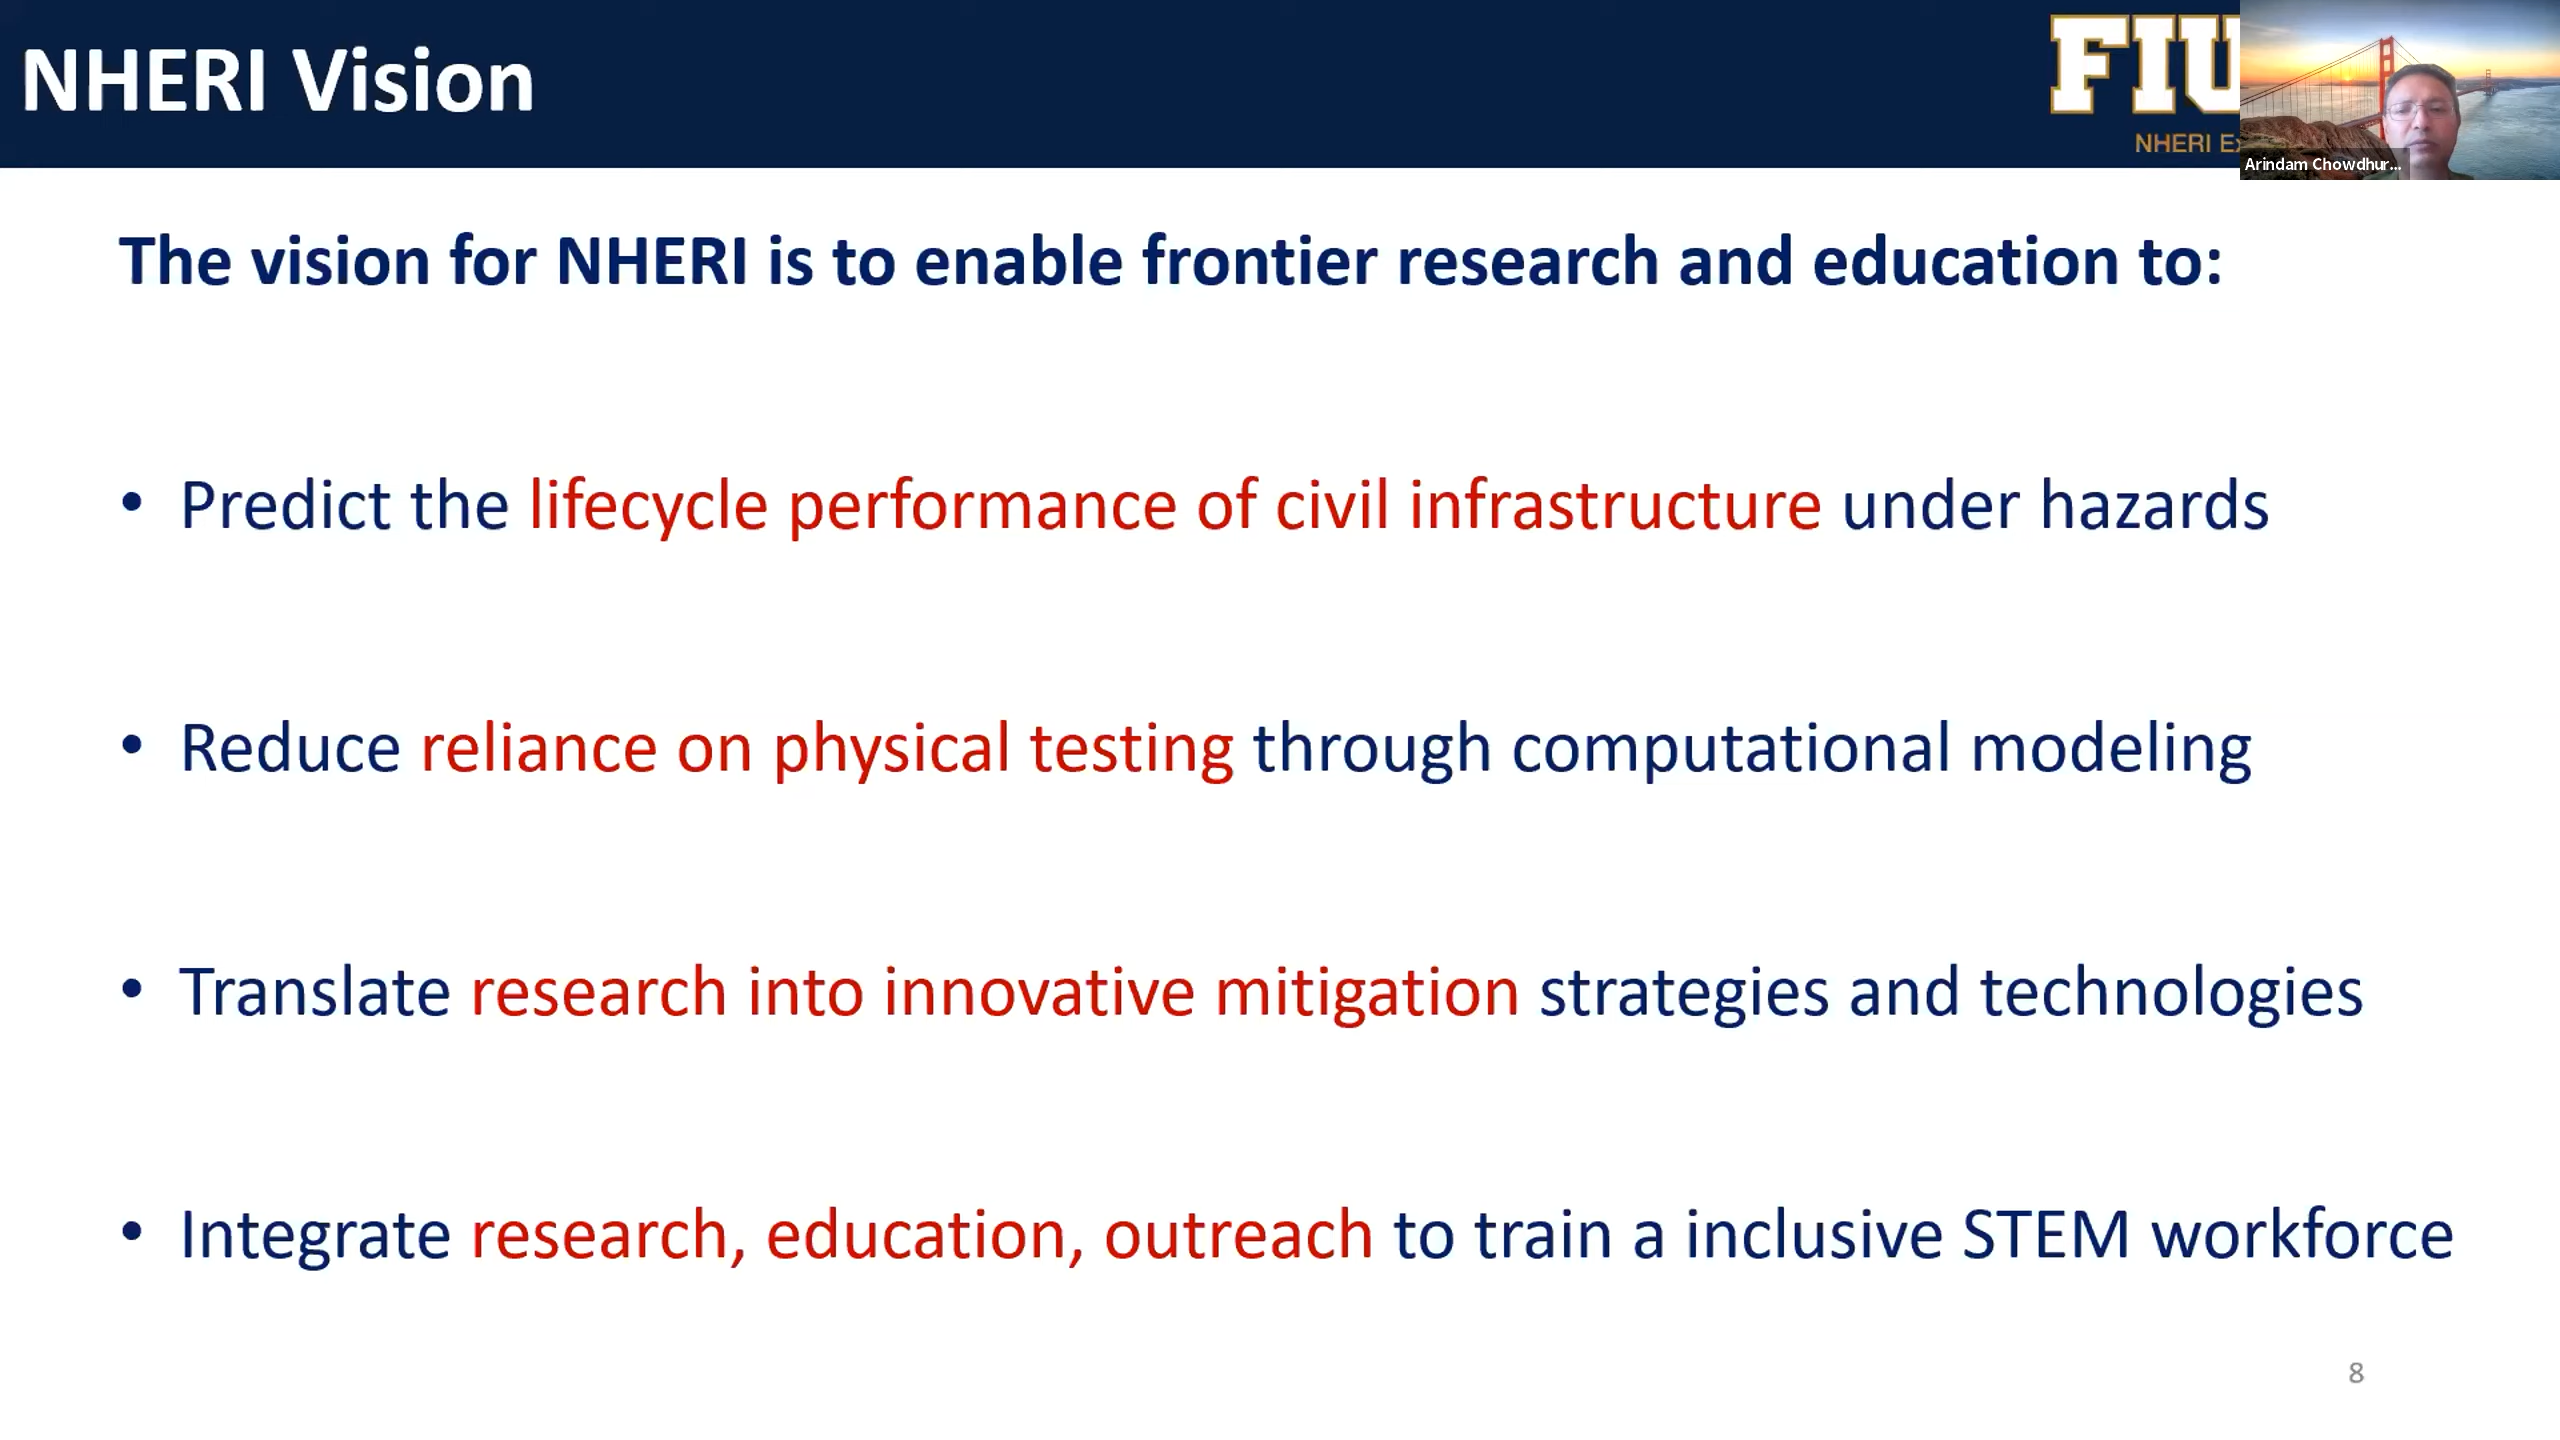 NHERI Vision
FIU
NHERI Ex
Arindam Chowdhur...
The vision for NHERI is to enable frontier research and education to:
• Predict the lifecycle performance of civil infrastructure under hazards
• Reduce reliance on physical testing through computational modeling
• Translate research into innovative mitigation strategies and technologies
• Integrate research, education, outreach to train a inclusive STEM workforce
8